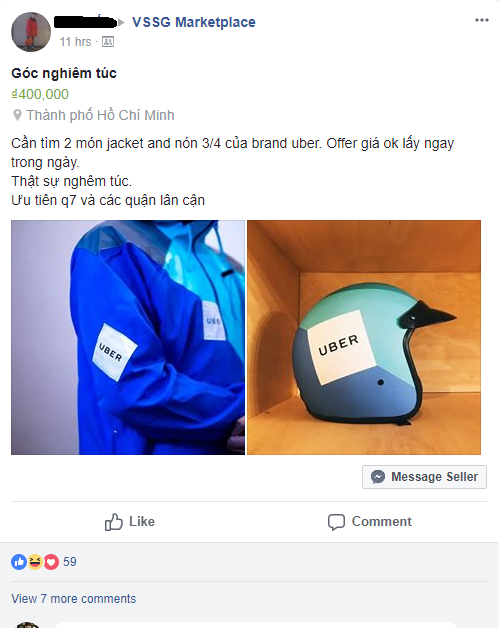 VSSG Marketplace
11 hrs ·
Góc nghiêm túc
₫400,000
Thành phố Hồ Chí Minh
Cần tìm 2 món jacket and nón 3/4 của brand uber. Offer giá ok lấy ngay
trong ngày.
Thật sự nghêm túc.
Ưu tiên q7 và các quận lân cận
UBER
UBER
UBER
Message Seller
Like
Comment
59
View 7 more comments